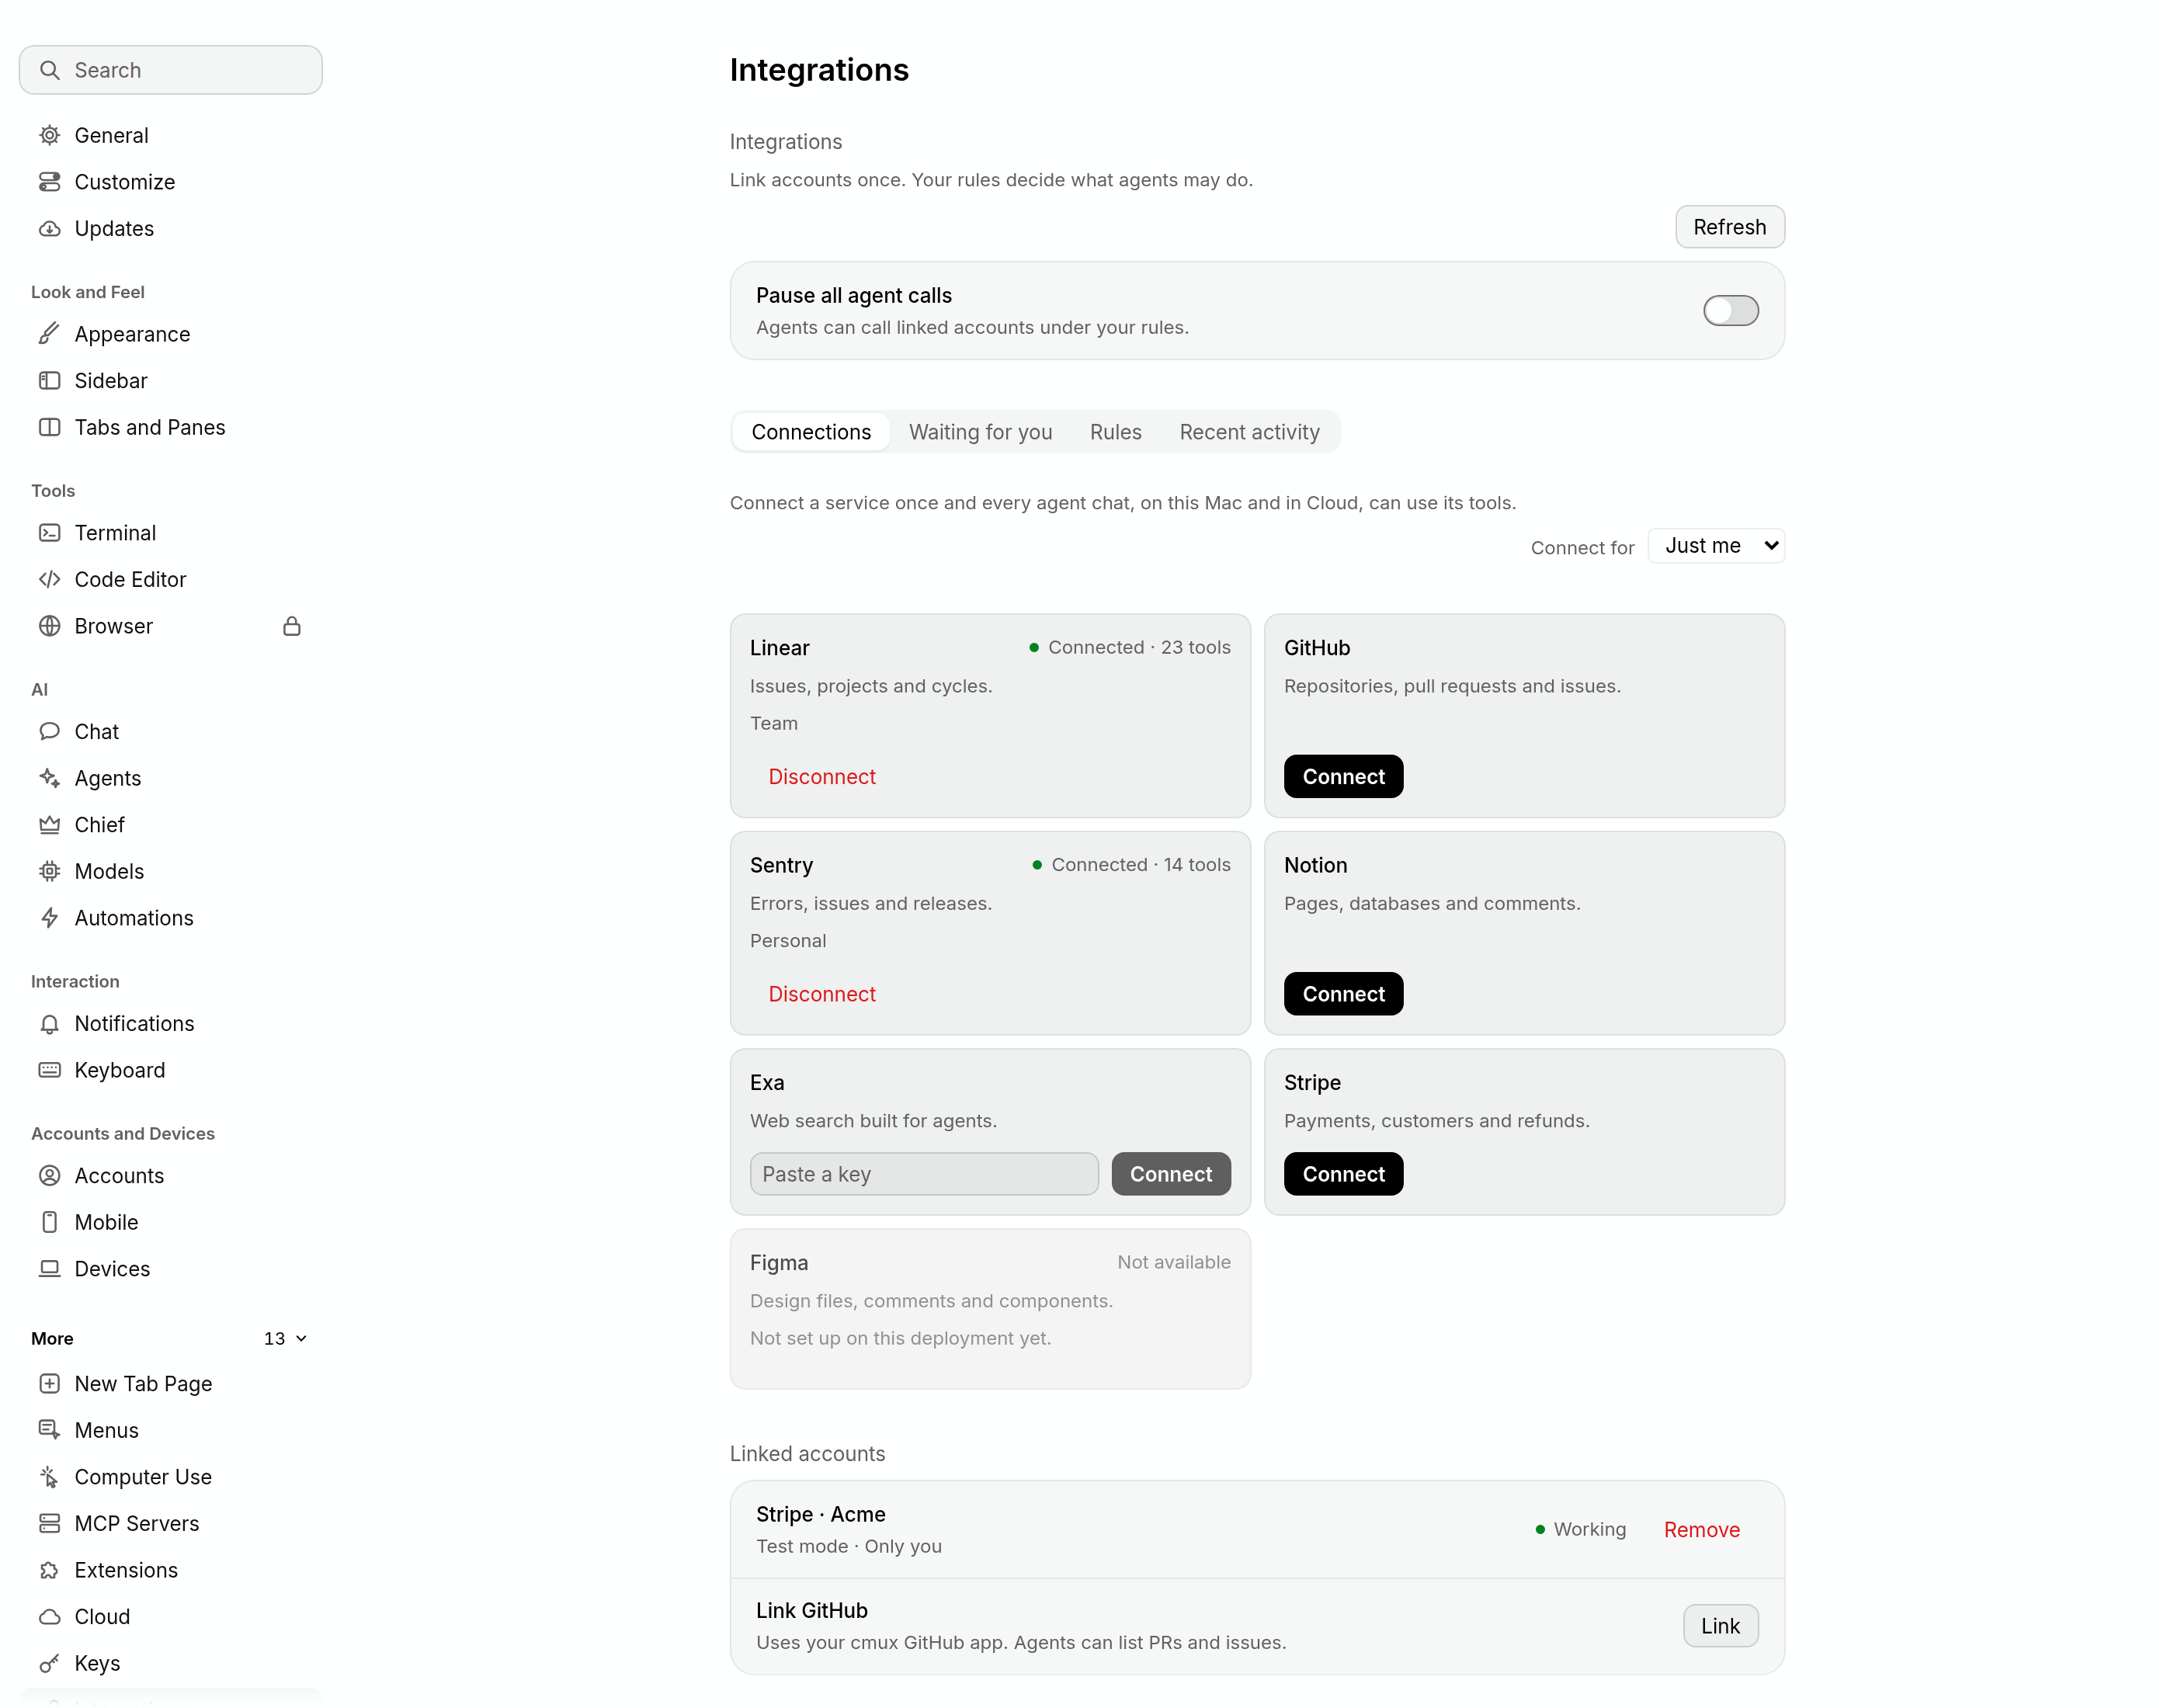 Search
General
Customize
Updates
Look and Feel
Appearance
Sidebar
Tabs and Panes
Tools
Terminal
Code Editor
Browser
AI
Chat
Agents
Chief
Models
Automations
Interaction
Notifications
Keyboard
Accounts and Devices
Accounts
Mobile
Devices
More 13
New Tab Page
Menus
Computer Use
MCP Servers
Extensions
Cloud
Keys
Integrations
Integrations
Link accounts once. Your rules decide what agents may do.
Refresh
Pause all agent calls
Agents can call linked accounts under your rules.
Connections Waiting for you Rules Recent activity
Connect a service once and every agent chat, on this Mac and in Cloud, can use its tools.
Connect for Just me
Linear Connected · 23 tools
Issues, projects and cycles.
Team
Disconnect
GitHub
Repositories, pull requests and issues.
Connect
Sentry Connected · 14 tools
Errors, issues and releases.
Personal
Disconnect
Notion
Pages, databases and comments.
Connect
Exa
Web search built for agents.
Paste a key Connect
Stripe
Payments, customers and refunds.
Connect
Figma Not available
Design files, comments and components.
Not set up on this deployment yet.
Linked accounts
Stripe · Acme
Test mode · Only you
Working Remove
Link GitHub
Uses your cmux GitHub app. Agents can list PRs and issues.
Link